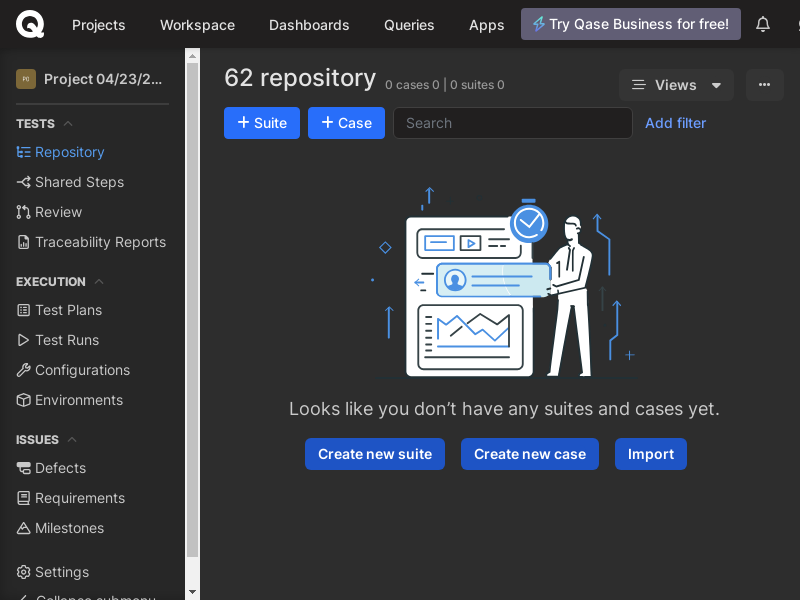 Projects
Workspace
Dashboards
Queries
Apps
Try Qase Business for free!
Project 04/23/2...
TESTS
Repository
Shared Steps
Review
Traceability Reports
EXECUTION
Test Plans
Test Runs
Configurations
Environments
ISSUES
Defects
Requirements
Milestones
Settings
Collapse submenu
62 repository
0 cases 0 | 0 suites 0
Views
+ Suite
+ Case
Search
Add filter
Looks like you don’t have any suites and cases yet.
Create new suite
Create new case
Import